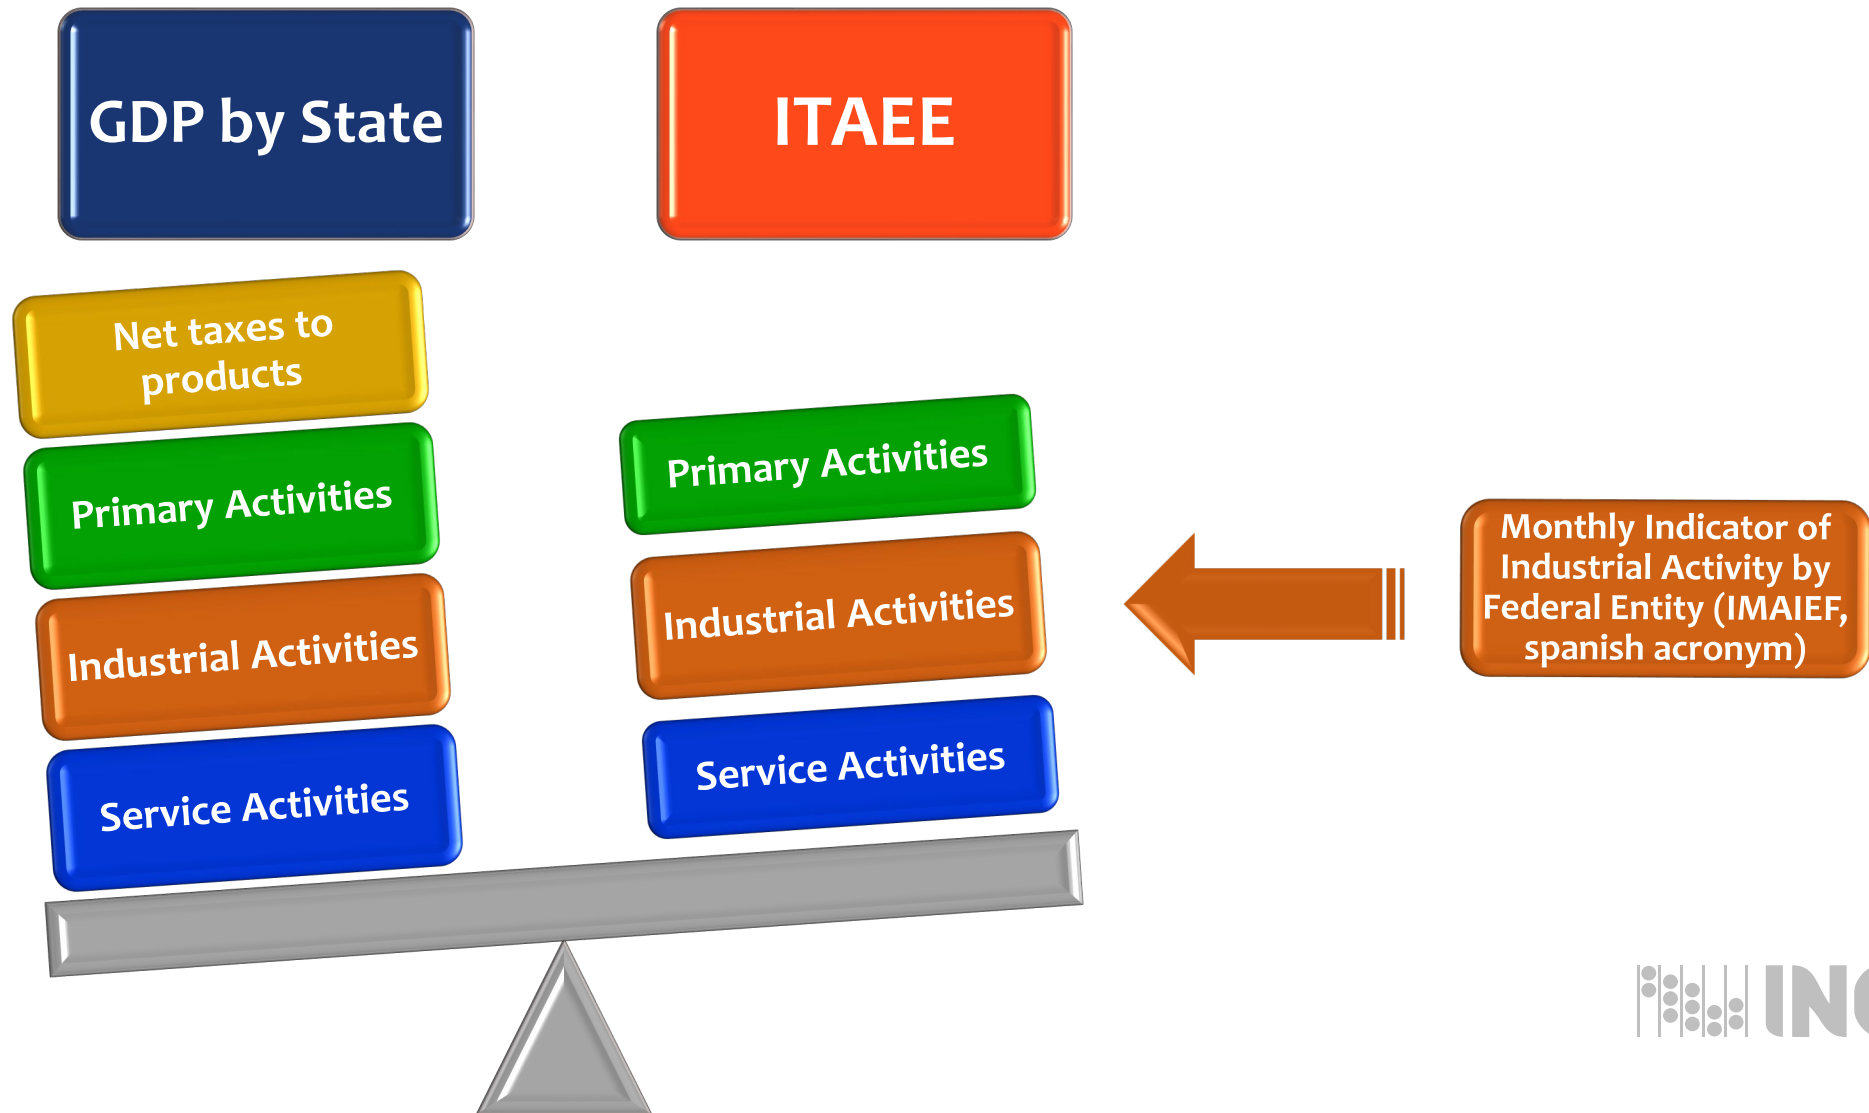 GDP by State
ITAEE
Net taxes to
products
Primary Activities
Industrial Activities
Service Activities
Primary Activities
Industrial Activities
Service Activities
Monthly Indicator of
Industrial Activity by
Federal Entity (IMAIEF,
spanish acronym)